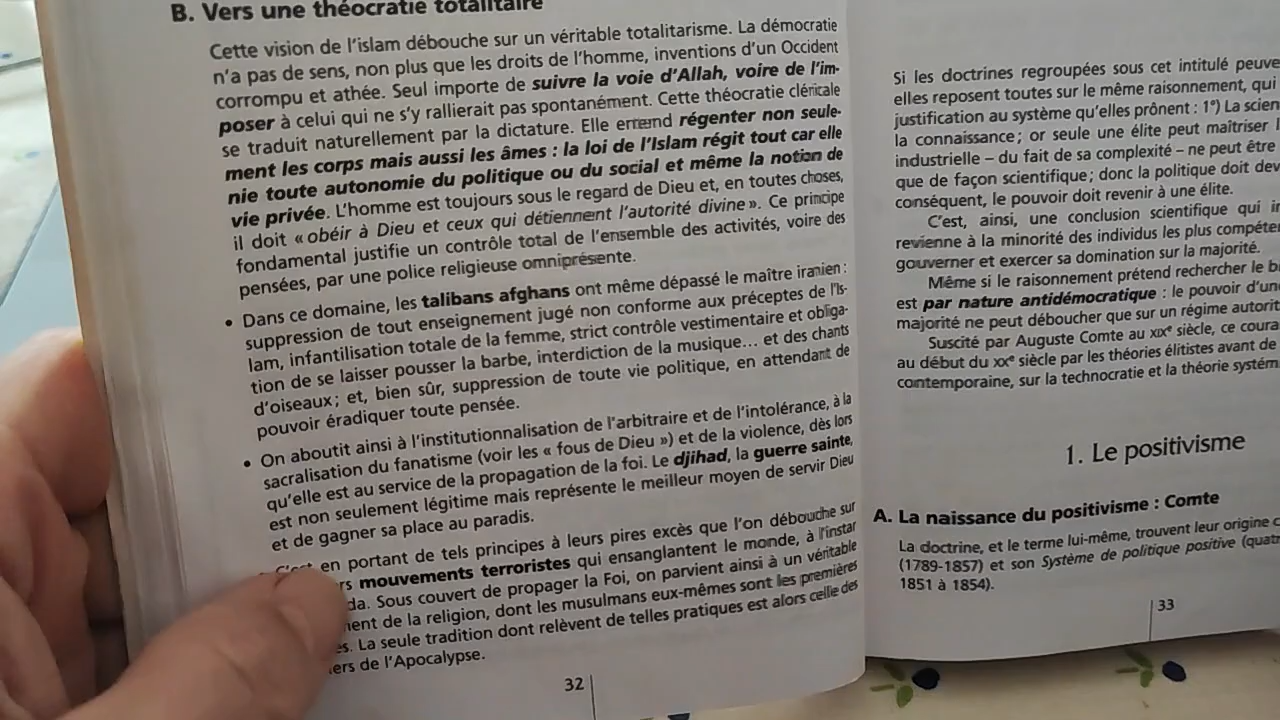 B. Vers une théocratie totalitaire
Cette vision de l'islam débouche sur un véritable totalitarisme. La démocratie
n'a pas de sens, non plus que les droits de l'homme, inventions d'un Occident
corrompu et athée. Seul importe de suivre la voie d'Allah, voire de l'im-
poser à celui qui ne s'y rallierait pas spontanément. Cette théocratie cléricale
se traduit naturellement par la dictature. Elle entend régenter non seule-
ment les corps mais aussi les âmes : la loi de l'Islam régit tout car elle
nie toute autonomie du politique ou du social et même la notion de
vie privée. L'homme est toujours sous le regard de Dieu et, en toutes choses,
il doit « obéir à Dieu et ceux qui détiennent l'autorité divine ». Ce principe
fondamental justifie un contrôle total de l'ensemble des activités, voire des
pensées, par une police religieuse omniprésente.
• Dans ce domaine, les talibans afghans ont même dépassé le maître iranien :
suppression de tout enseignement jugé non conforme aux préceptes de l'Is-
lam, infantilisation totale de la femme, strict contrôle vestimentaire et obliga-
tion de se laisser pousser la barbe, interdiction de la musique... et des chants
d'oiseaux ; et, bien sûr, suppression de toute vie politique, en attendant de
pouvoir éradiquer toute pensée.
• On aboutit ainsi à l'institutionnalisation de l'arbitraire et de l'intolérance, à la
sacralisation du fanatisme (voir les « fous de Dieu ») et de la violence, dès lors
qu'elle est au service de la propagation de la foi. Le djihad, la guerre sainte,
est non seulement légitime mais représente le meilleur moyen de servir Dieu
et de gagner sa place au paradis.
C'est en portant de tels principes à leurs pires excès que l'on débouche sur
mouvements terroristes qui ensanglantent le monde, à l'instar
Sous couvert de propager la Foi, on parvient ainsi à un véritable
de la religion, dont les musulmans eux-mêmes sont les premières
La seule tradition dont relèvent de telles pratiques est alors celle des
de l'Apocalypse.
32
Si les doctrines regroupées sous cet intitulé
elles reposent toutes sur le même raisonnement, qui
justification au système qu'elles prônent : 1°) La
la connaissance ; or seule une élite peut maîtriser
industrielle – du fait de sa complexité – ne peut être
que de façon scientifique ; donc la politique doit
conséquent, le pouvoir doit revenir à une élite.
C'est, ainsi, une conclusion scientifique qui
revienne à la minorité des individus les plus
gouverner et exercer sa domination sur la majorité.
Même si le raisonnement prétend rechercher le
est par nature antidémocratique : le pouvoir
majorité ne peut déboucher que sur un régime
Suscité par Auguste Comte au XIXe siècle, ce
au début du XXe siècle par les théories élitistes avant de
contemporaine, sur la technocratie et la théorie
1. Le positivisme
A. La naissance du positivisme : Comte
La doctrine, et le terme lui-même, trouvent leur origine
(1789-1857) et son Système de politique positive
1851 à 1854).
33